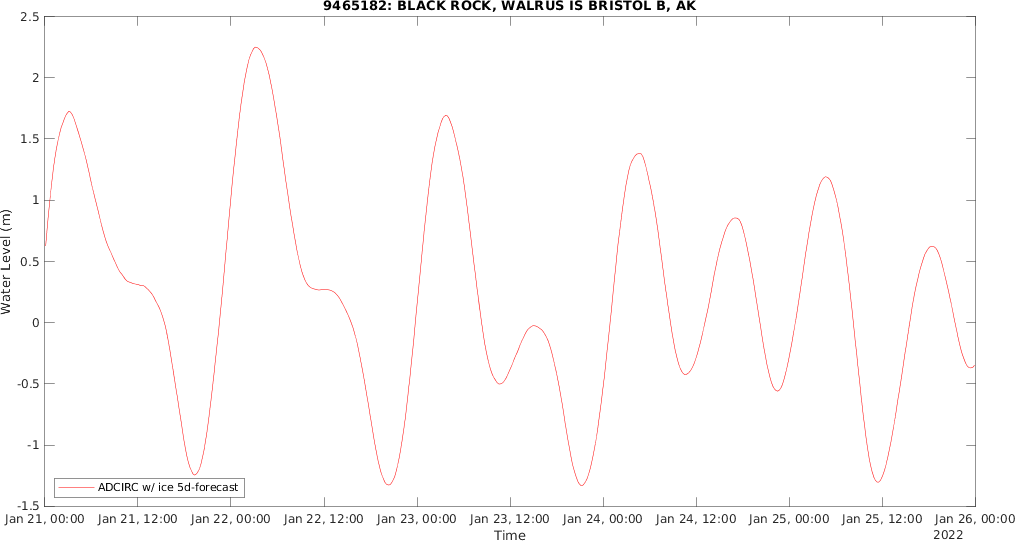 9465182: BLACK ROCK, WALRUS IS BRISTOL B, AK
2.5
2
1.5
1
0.5
0
-0.5
-1
-1.5
Water Level (m)
ADCIRC w/ ice 5d-forecast
Jan 21, 00:00 Jan 21, 12:00 Jan 22, 00:00 Jan 22, 12:00 Jan 23, 00:00 Jan 23, 12:00 Jan 24, 00:00 Jan 24, 12:00 Jan 25, 00:00 Jan 25, 12:00 Jan 26, 00:00
Time
2022